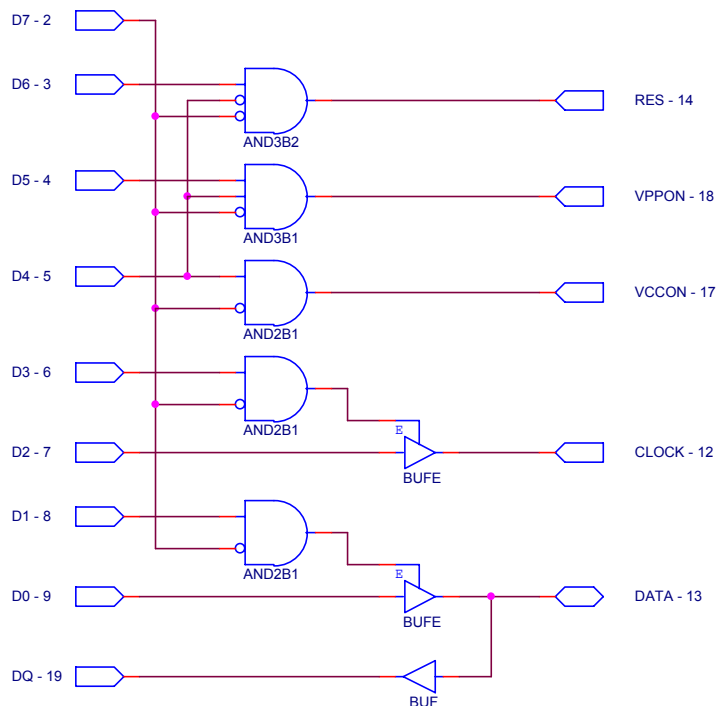 D7 - 2
D6 - 3
RES - 14
AND3B2
D5 - 4
VPPON - 18
AND3B1
D4 - 5
VCCON - 17
AND2B1
D3 - 6
AND2B1
E
D2 - 7
CLOCK - 12
BUFE
D1 - 8
AND2B1
E
D0 - 9
DATA - 13
BUFE
DQ - 19
BUF